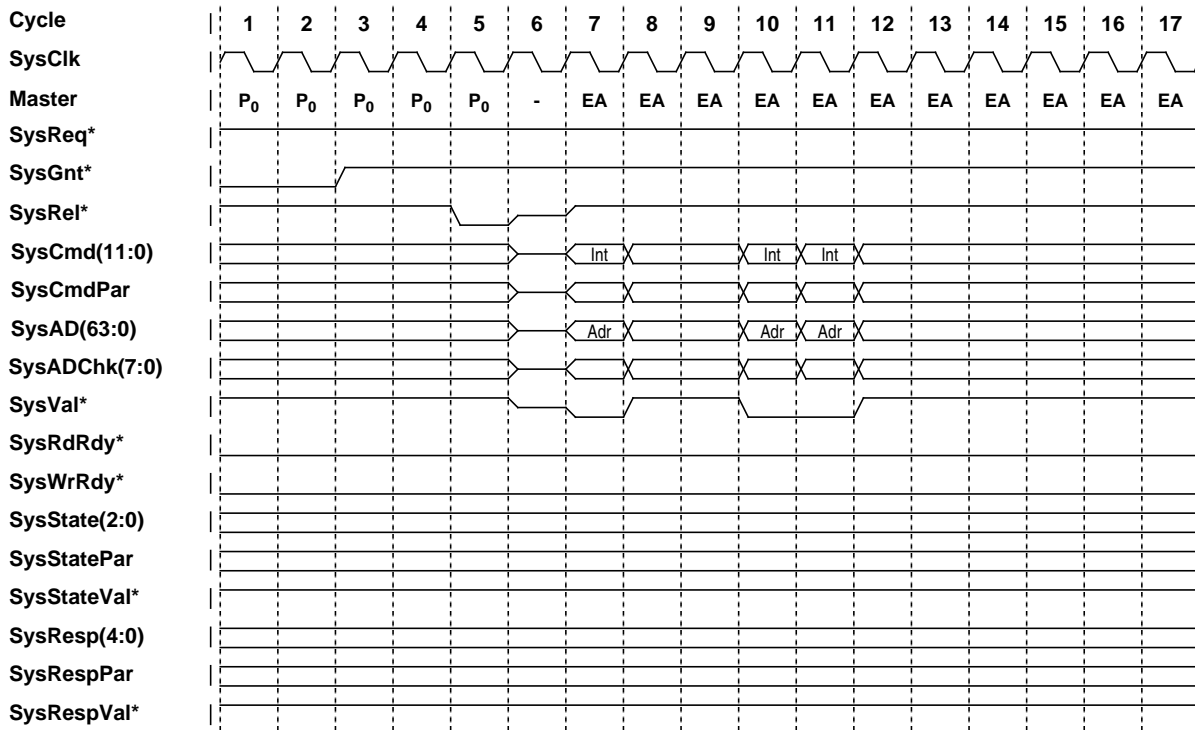 Cycle | 1 2 3 4 5 6 7 8 9 10 11 12 13 14 15 16 17
SysClk |
Master | P0 P0 P0 P0 P0 - EA EA EA EA EA EA EA EA EA EA EA
SysReq* |
SysGnt* |
SysRel* |
SysCmd(11:0) | Int Int Int
SysCmdPar |
SysAD(63:0) | Adr Adr Adr
SysADChk(7:0) |
SysVal* |
SysRdRdy* |
SysWrRdy* |
SysState(2:0) |
SysStatePar |
SysStateVal* |
SysResp(4:0) |
SysRespPar |
SysRespVal* |